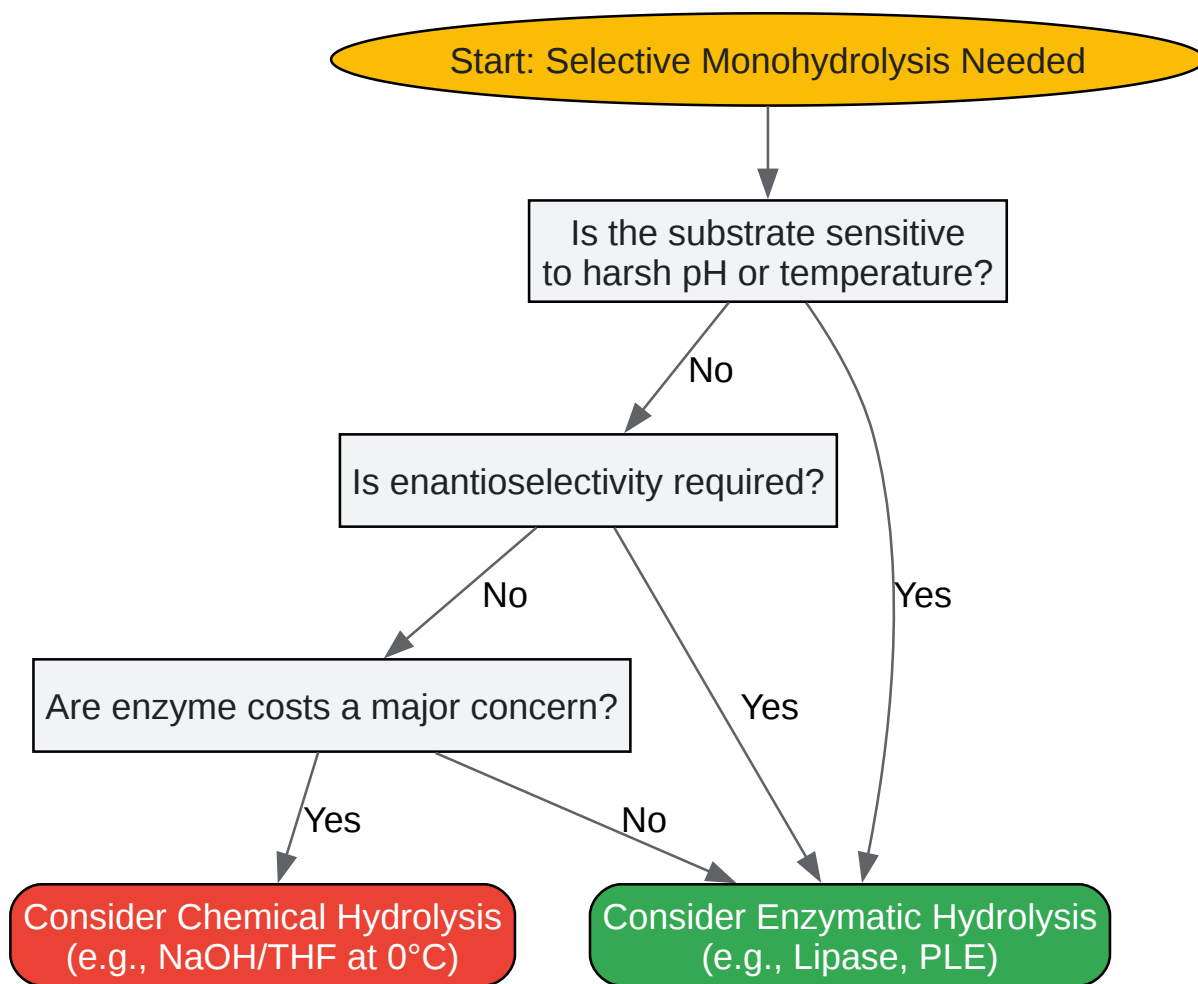 Start: Selective Monohydrolysis Needed
Is the substrate sensitive
to harsh pH or temperature?
No
Is enantioselectivity required?
No
Yes
Are enzyme costs a major concern?
Yes
Yes
No
Consider Chemical Hydrolysis
(e.g., NaOH/THF at 0°C)
Consider Enzymatic Hydrolysis
(e.g., Lipase, PLE)